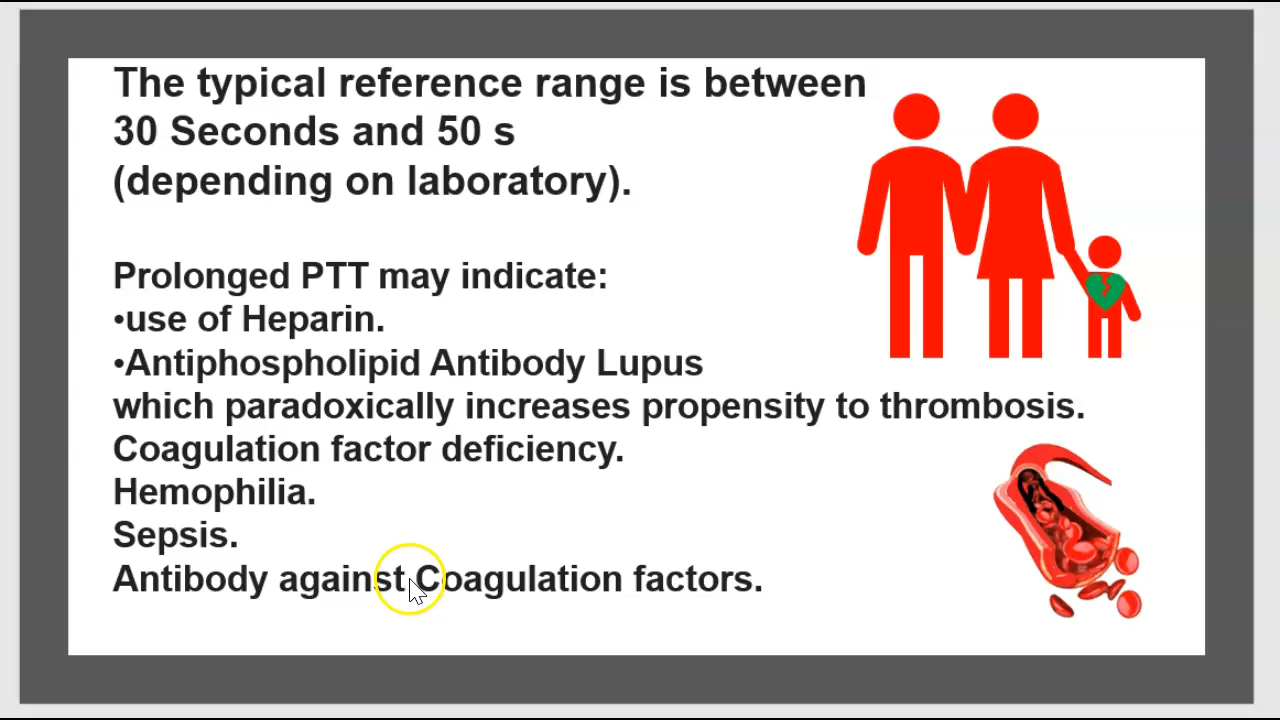 The typical reference range is between
30 Seconds and 50 s
(depending on laboratory).
Prolonged PTT may indicate:
•use of Heparin.
•Antiphospholipid Antibody Lupus
which paradoxically increases propensity to thrombosis.
Coagulation factor deficiency.
Hemophilia.
Sepsis.
Antibody against Coagulation factors.